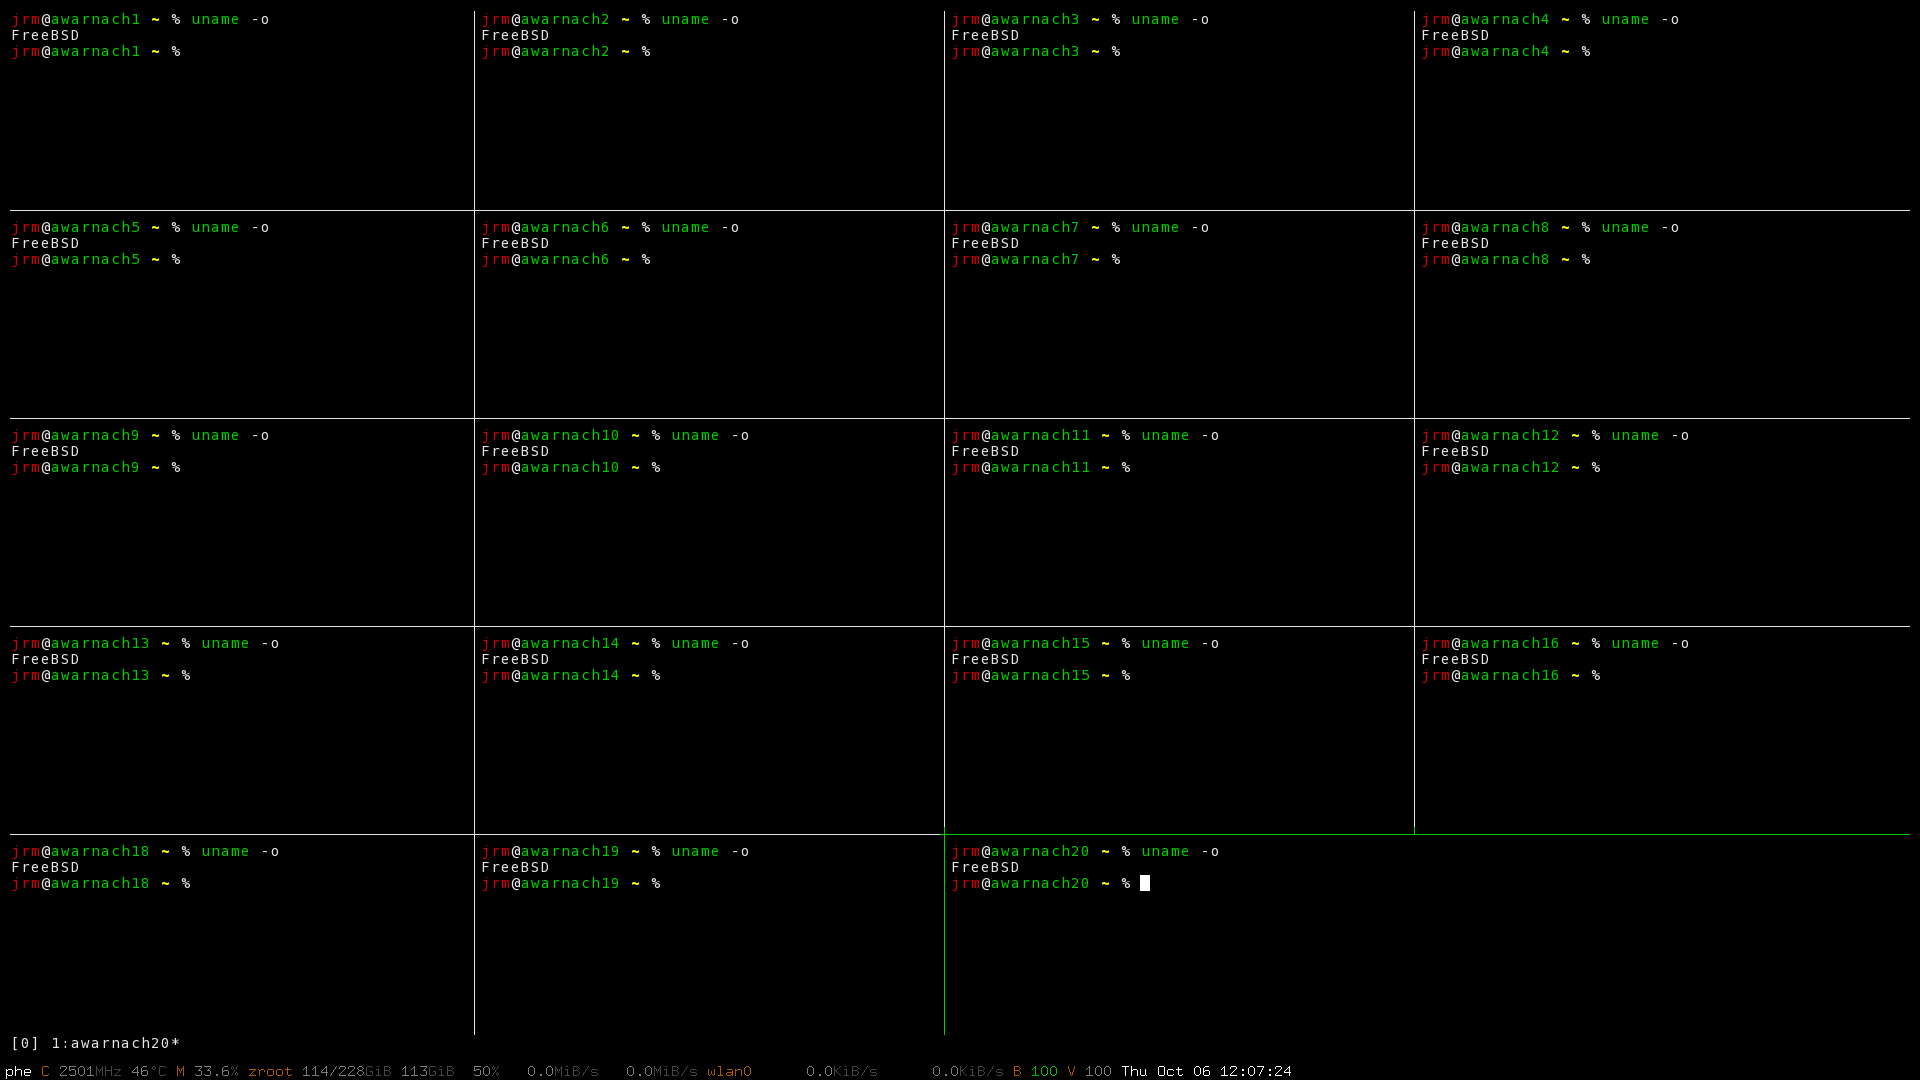 jrm@awarnach1 ~ % uname -o
FreeBSD
jrm@awarnach1 ~ %
jrm@awarnach2 ~ % uname -o
FreeBSD
jrm@awarnach2 ~ %
jrm@awarnach3 ~ % uname -o
FreeBSD
jrm@awarnach3 ~ %
jrm@awarnach4 ~ % uname -o
FreeBSD
jrm@awarnach4 ~ %
jrm@awarnach5 ~ % uname -o
FreeBSD
jrm@awarnach5 ~ %
jrm@awarnach6 ~ % uname -o
FreeBSD
jrm@awarnach6 ~ %
jrm@awarnach7 ~ % uname -o
FreeBSD
jrm@awarnach7 ~ %
jrm@awarnach8 ~ % uname -o
FreeBSD
jrm@awarnach8 ~ %
jrm@awarnach9 ~ % uname -o
FreeBSD
jrm@awarnach9 ~ %
jrm@awarnach10 ~ % uname -o
FreeBSD
jrm@awarnach10 ~ %
jrm@awarnach11 ~ % uname -o
FreeBSD
jrm@awarnach11 ~ %
jrm@awarnach12 ~ % uname -o
FreeBSD
jrm@awarnach12 ~ %
jrm@awarnach13 ~ % uname -o
FreeBSD
jrm@awarnach13 ~ %
jrm@awarnach14 ~ % uname -o
FreeBSD
jrm@awarnach14 ~ %
jrm@awarnach15 ~ % uname -o
FreeBSD
jrm@awarnach15 ~ %
jrm@awarnach16 ~ % uname -o
FreeBSD
jrm@awarnach16 ~ %
jrm@awarnach18 ~ % uname -o
FreeBSD
jrm@awarnach18 ~ %
jrm@awarnach19 ~ % uname -o
FreeBSD
jrm@awarnach19 ~ %
jrm@awarnach20 ~ % uname -o
FreeBSD
jrm@awarnach20 ~ %
[0] 1:awarnach20*
phe C 2501MHz 46°C M 33.6% zroot 114/228GiB 113GiB 50% 0.0MiB/s 0.0MiB/s wlan0 0.0KiB/s 0.0KiB/s B 100 V 100 Thu Oct 06 12:07:24